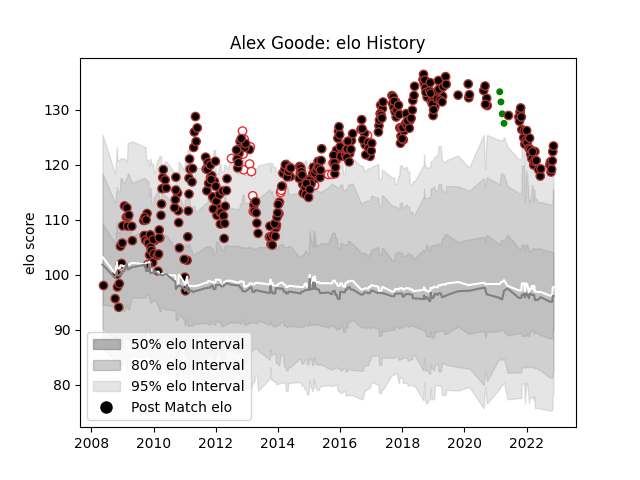 Alex Goode: elo History
elo score
130
120
110
100
90
80
50% elo Interval
80% elo Interval
95% elo Interval
Post Match elo
2008 2010 2012 2014 2016 2018 2020 2022